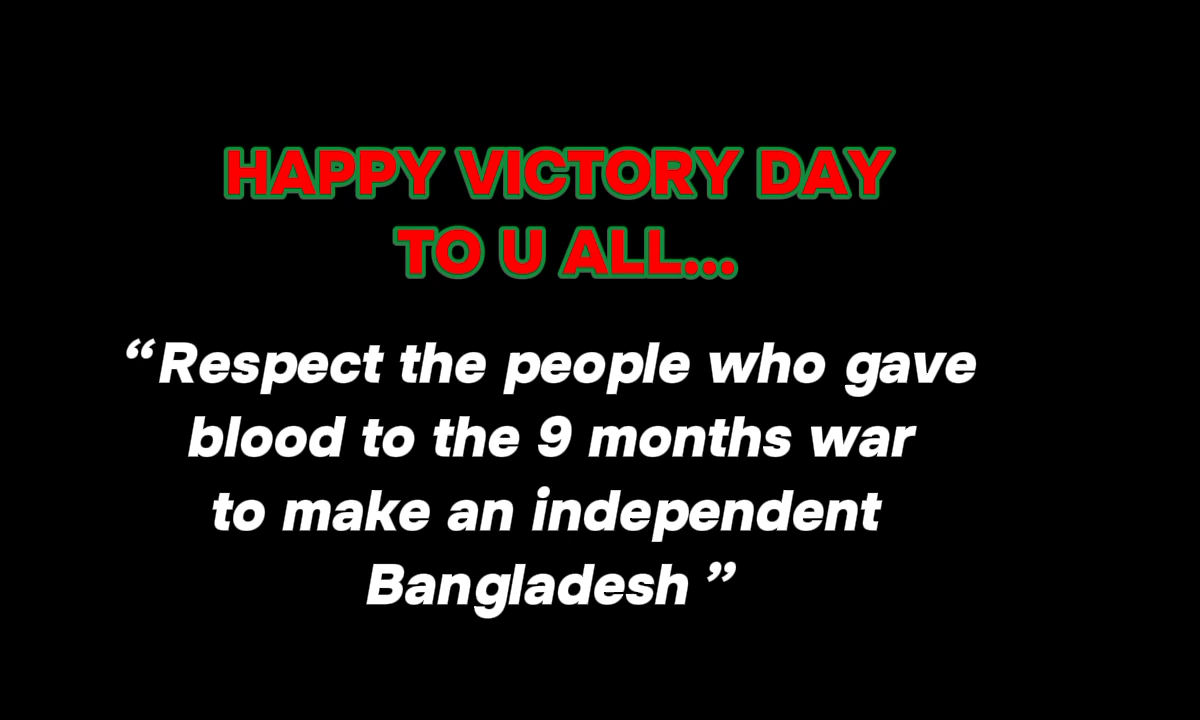 HAPPY VICTORY DAY
TO U ALL...
“Respect the people who gave
blood to the 9 months war
to make an independent
Bangladesh ”